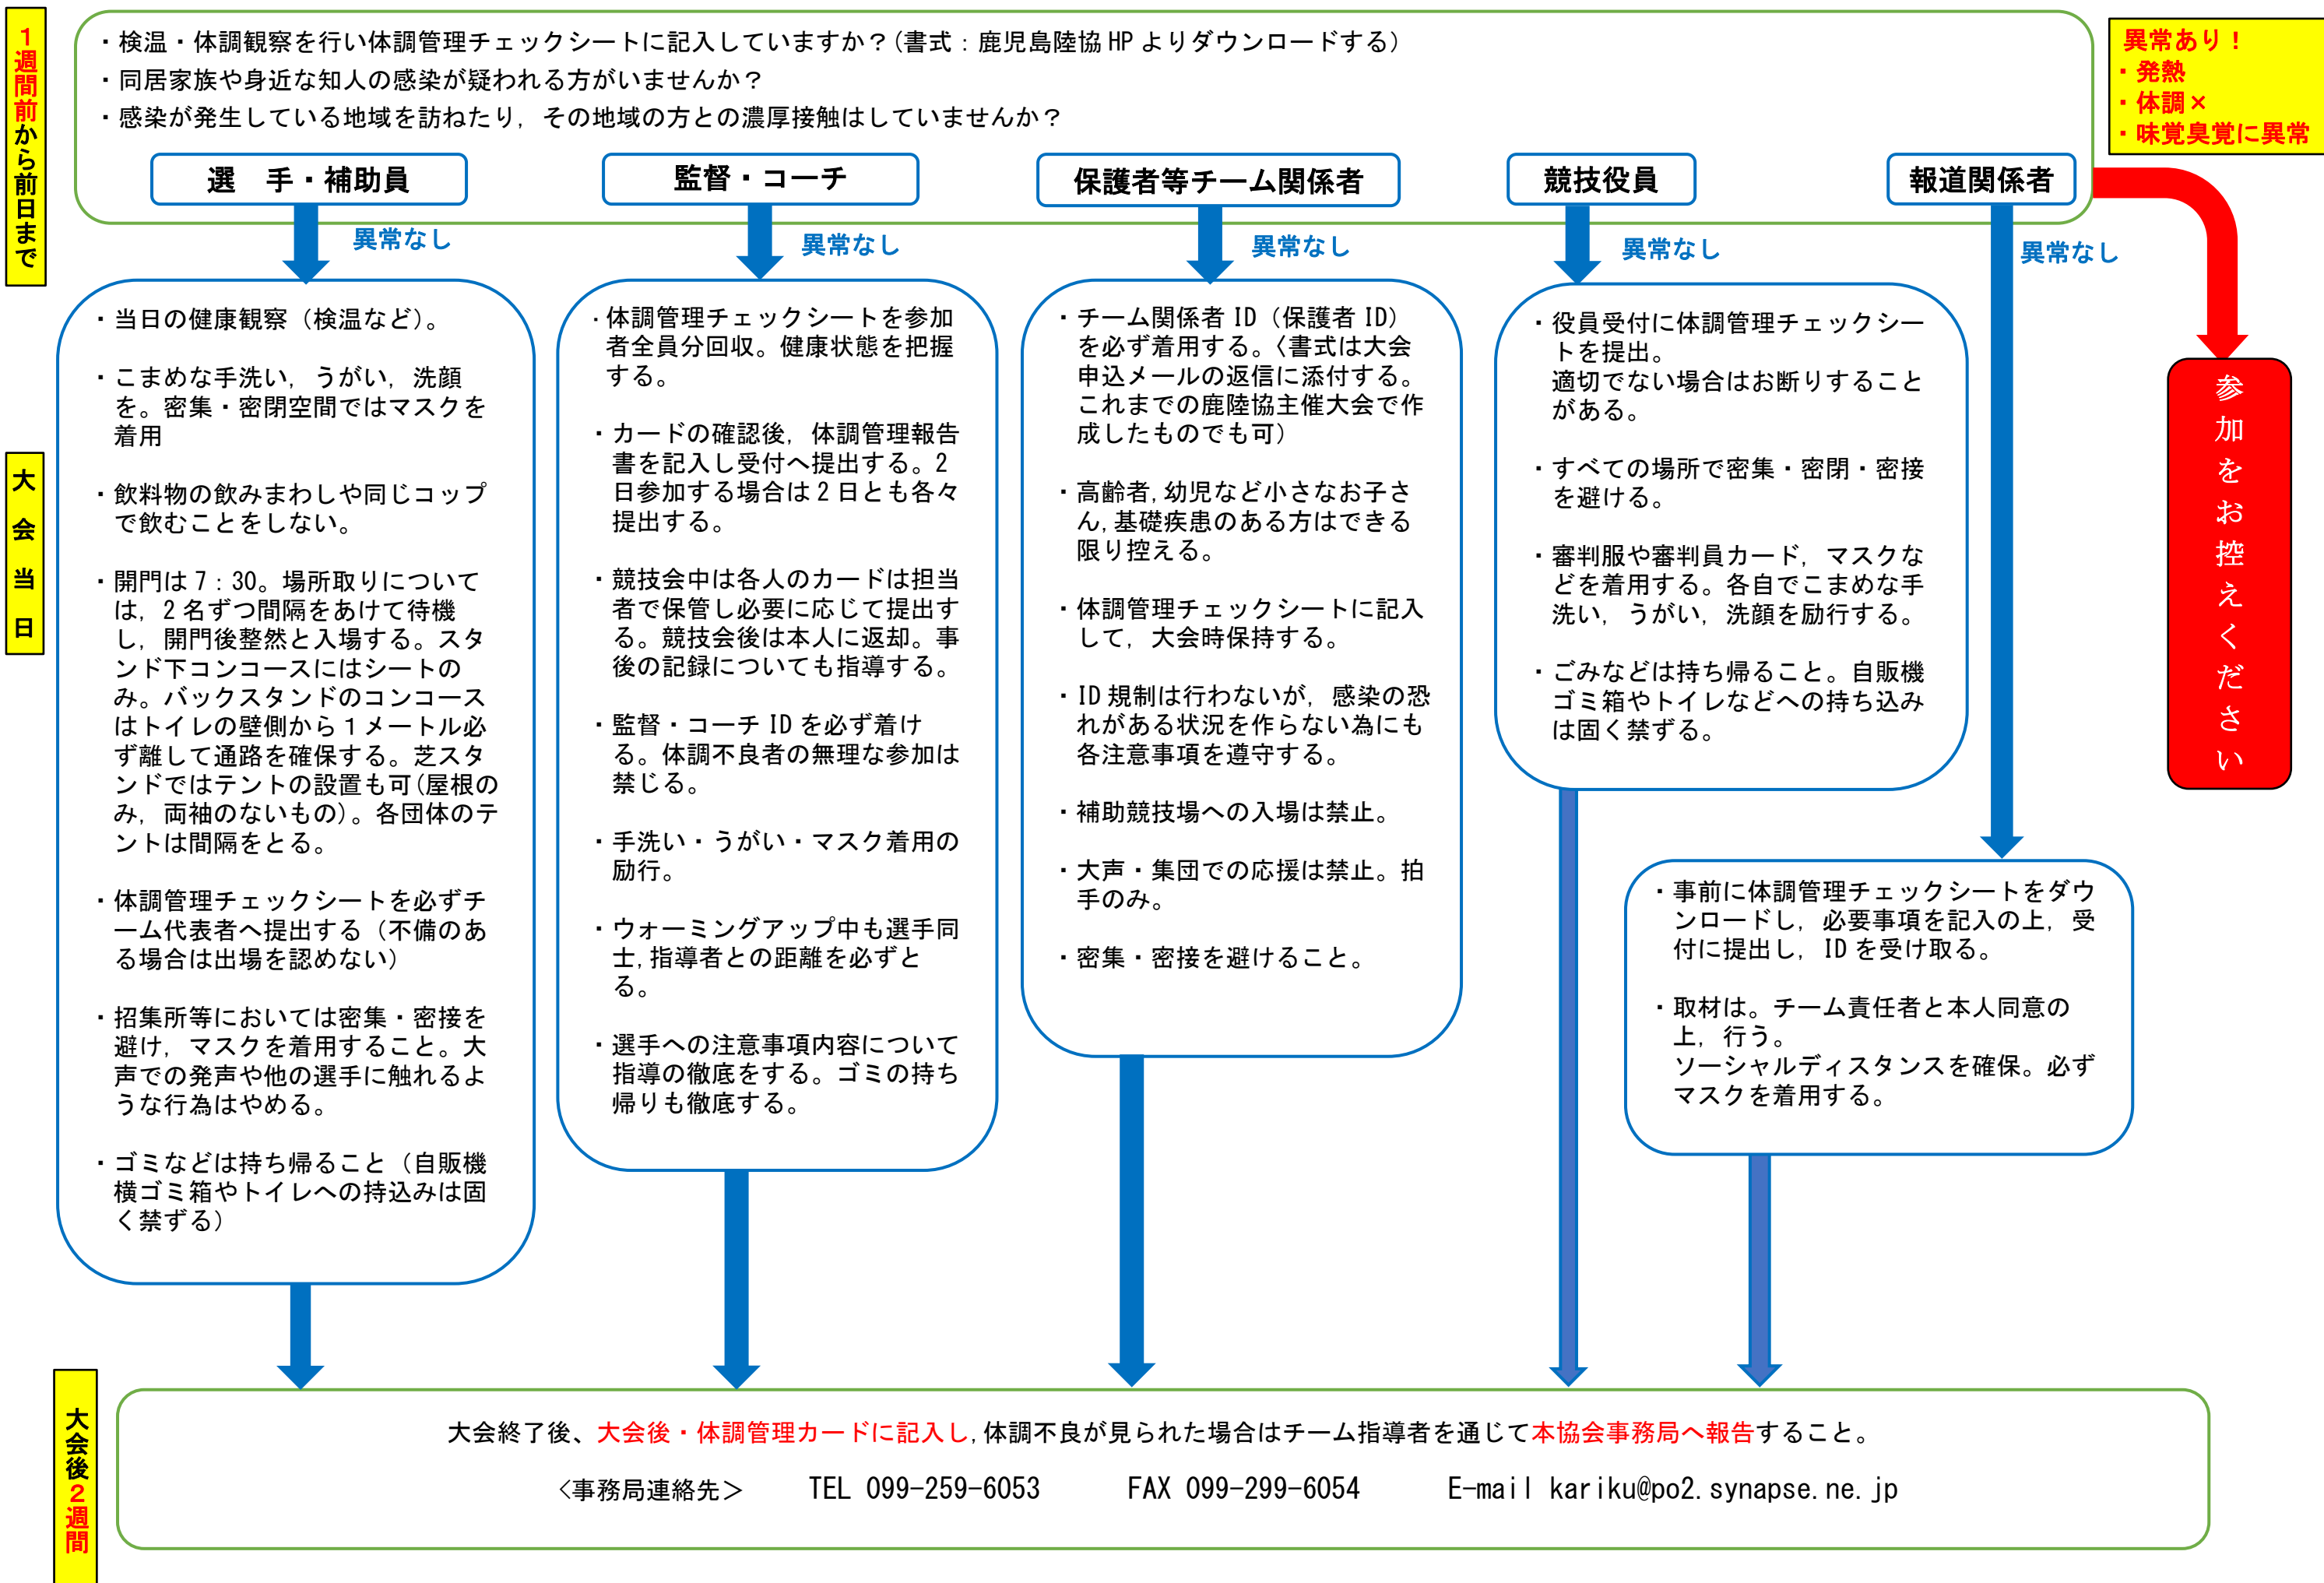 1週間前から前日まで
・検温・体調観察を行い体調管理チェックシートに記入していますか？(書式：鹿児島陸協 HP よりダウンロードする)
・同居家族や身近な知人の感染が疑われる方がいませんか？
・感染が発生している地域を訪ねたり，その地域の方との濃厚接触はしていませんか？
異常あり！
・発熱
・体調×
・味覚臭覚に異常
選　手・補助員
監督・コーチ
保護者等チーム関係者
競技役員
報道関係者
異常なし
異常なし
異常なし
異常なし
異常なし
参加をお控えください
大会当日
・当日の健康観察（検温など）。
・こまめな手洗い，うがい，洗顔
を。密集・密閉空間ではマスクを
着用
・飲料物の飲みまわしや同じコップ
で飲むことをしない。
・開門は 7：30。場所取りについて
は，2 名ずつ間隔をあけて待機
し，開門後整然と入場する。スタ
ンド下コンコースにはシートの
み。バックスタンドのコンコース
はトイレの壁側から１メートル必
ず離して通路を確保する。芝スタ
ンドではテントの設置も可(屋根の
み，両袖のないもの)。各団体のテ
ントは間隔をとる。
・体調管理チェックシートを必ずチ
ーム代表者へ提出する（不備のあ
る場合は出場を認めない）
・招集所等においては密集・密接を
避け，マスクを着用すること。大
声での発声や他の選手に触れるよ
うな行為はやめる。
・ゴミなどは持ち帰ること（自販機
横ゴミ箱やトイレへの持込みは固
く禁ずる）
・体調管理チェックシートを参加
者全員分回収。健康状態を把握
する。
・カードの確認後，体調管理報告
書を記入し受付へ提出する。2
日参加する場合は 2 日とも各々
提出する。
・競技会中は各人のカードは担当
者で保管し必要に応じて提出す
る。競技会後は本人に返却。事
後の記録についても指導する。
・監督・コーチ ID を必ず着け
る。体調不良者の無理な参加は
禁じる。
・手洗い・うがい・マスク着用の
励行。
・ウォーミングアップ中も選手同
士,指導者との距離を必ずと
る。
・選手への注意事項内容について
指導の徹底をする。ゴミの持ち
帰りも徹底する。
・チーム関係者 ID（保護者 ID）
を必ず着用する。〈書式は大会
申込メールの返信に添付する。
これまでの鹿陸協主催大会で作
成したものでも可）
・高齢者,幼児など小さなお子さ
ん,基礎疾患のある方はできる
限り控える。
・体調管理チェックシートに記入
して，大会時保持する。
・ID 規制は行わないが，感染の恐
れがある状況を作らない為にも
各注意事項を遵守する。
・補助競技場への入場は禁止。
・大声・集団での応援は禁止。拍
手のみ。
・密集・密接を避けること。
・役員受付に体調管理チェックシー
トを提出。
適切でない場合はお断りすること
がある。
・すべての場所で密集・密閉・密接
を避ける。
・審判服や審判員カード，マスクな
どを着用する。各自でこまめな手
洗い，うがい，洗顔を励行する。
・ごみなどは持ち帰ること。自販機
ゴミ箱やトイレなどへの持ち込み
は固く禁ずる。
・事前に体調管理チェックシートをダウ
ンロードし，必要事項を記入の上，受
付に提出し，ID を受け取る。
・取材は。チーム責任者と本人同意の
上，行う。
ソーシャルディスタンスを確保。必ず
マスクを着用する。
大会後2週間
大会終了後、大会後・体調管理カードに記入し,体調不良が見られた場合はチーム指導者を通じて本協会事務局へ報告すること。
＜事務局連絡先＞　TEL 099-259-6053　FAX 099-299-6054　E-mail kariku@po2.synapse.ne.jp